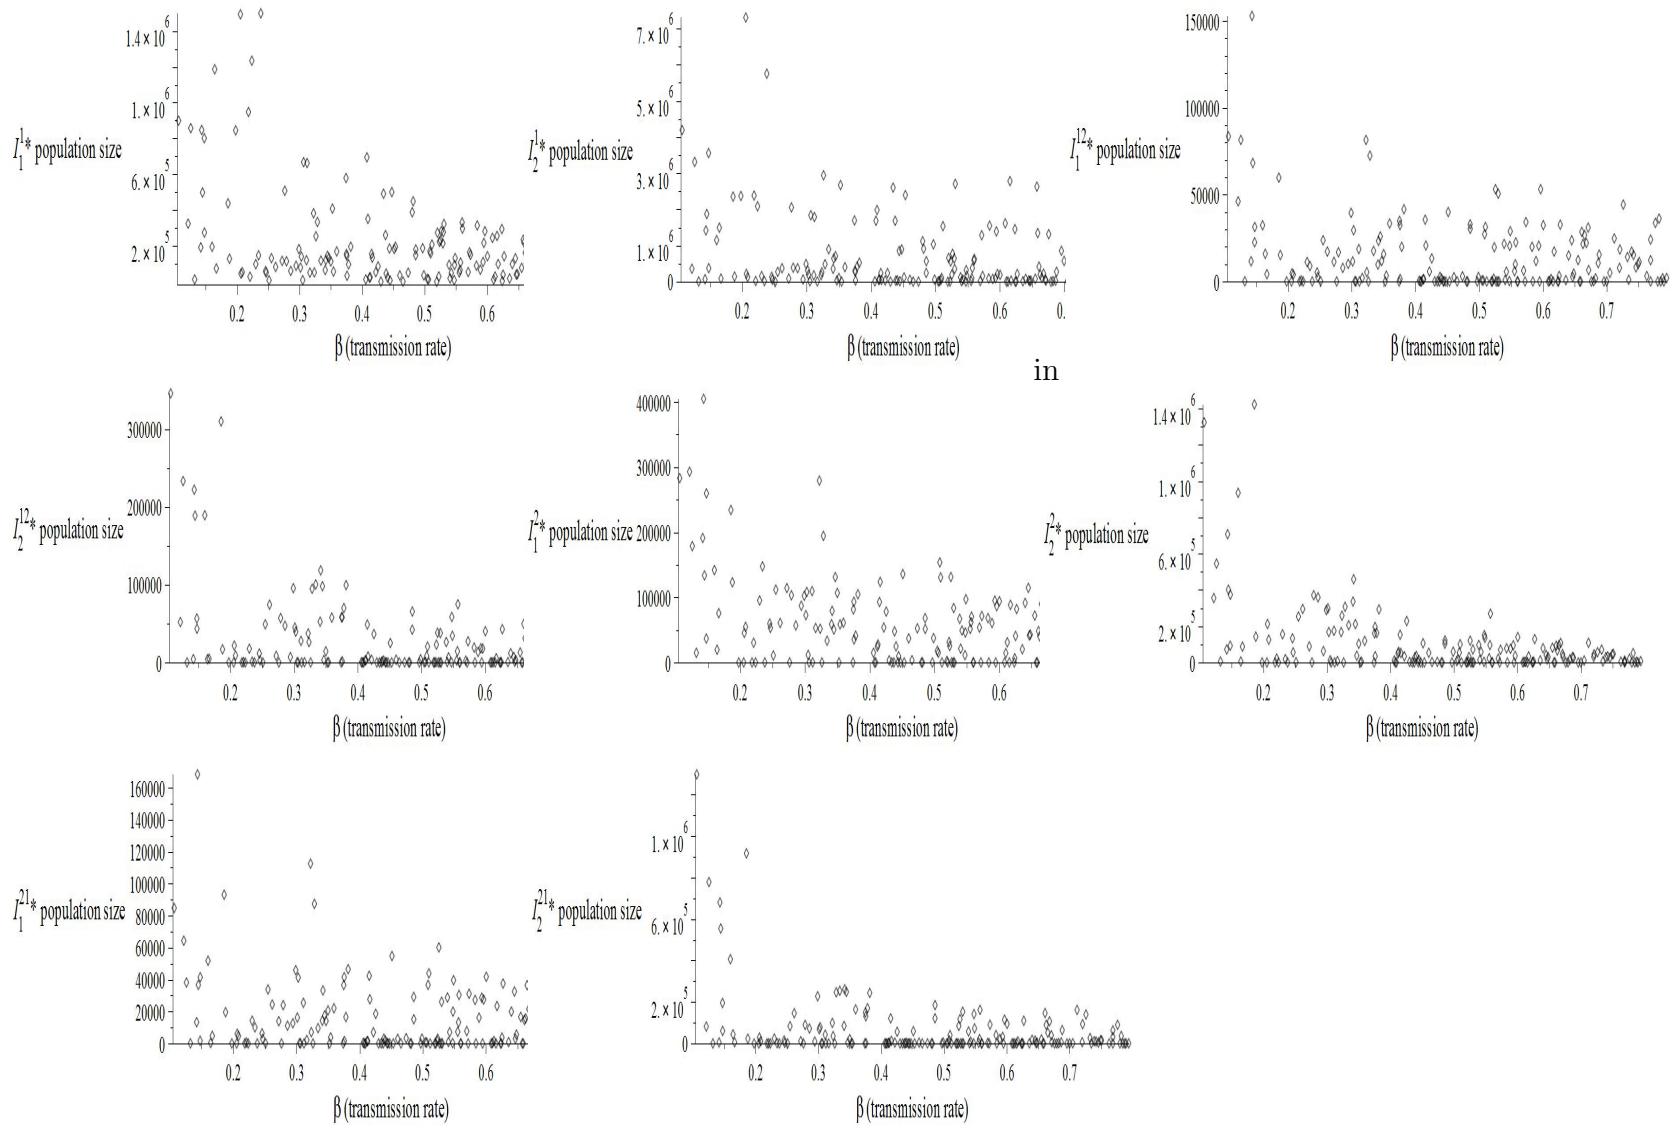 1.4 × 10^6
1. × 10^6
6. × 10^5
2. × 10^5
I_1^1* population size
0.2 0.3 0.4 0.5 0.6
β (transmission rate)
7. × 10^6
5. × 10^6
3. × 10^6
1. × 10^6
0
I_2^1* population size
0.2 0.3 0.4 0.5 0.6 0.
β (transmission rate)
150000
100000
50000
0
I_1^12* population size
0.2 0.3 0.4 0.5 0.6 0.7
β (transmission rate)
in
300000
200000
100000
0
I_2^12* population size
0.2 0.3 0.4 0.5 0.6
β (transmission rate)
400000
300000
200000
100000
0
I_1^2* population size
0.2 0.3 0.4 0.5 0.6
β (transmission rate)
1.4 × 10^6
1. × 10^6
6. × 10^5
2. × 10^5
0
I_2^2* population size
0.2 0.3 0.4 0.5 0.6 0.7
β (transmission rate)
160000
140000
120000
100000
80000
60000
40000
20000
0
I_1^21* population size
0.2 0.3 0.4 0.5 0.6
β (transmission rate)
1. × 10^6
6. × 10^5
2. × 10^5
0
I_2^21* population size
0.2 0.3 0.4 0.5 0.6 0.7
β (transmission rate)